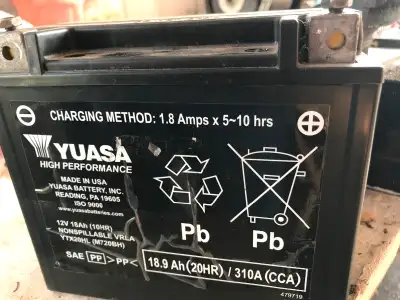 CHARGING METHOD: 1.8 Amps x 5~10 hrs
YUASA
HIGH PERFORMANCE
MADE IN USA
YUASA BATTERY, INC.
READING, PA 19605
ISO 9000
www.yuasabatteries.com
12V 18Ah (10HR)
NONSPILLABLE VRLA
YTX20HL (M720BH)
SAE PP >PP<
18.9 Ah(20HR) / 310A(CCA)
Pb
Pb
479719